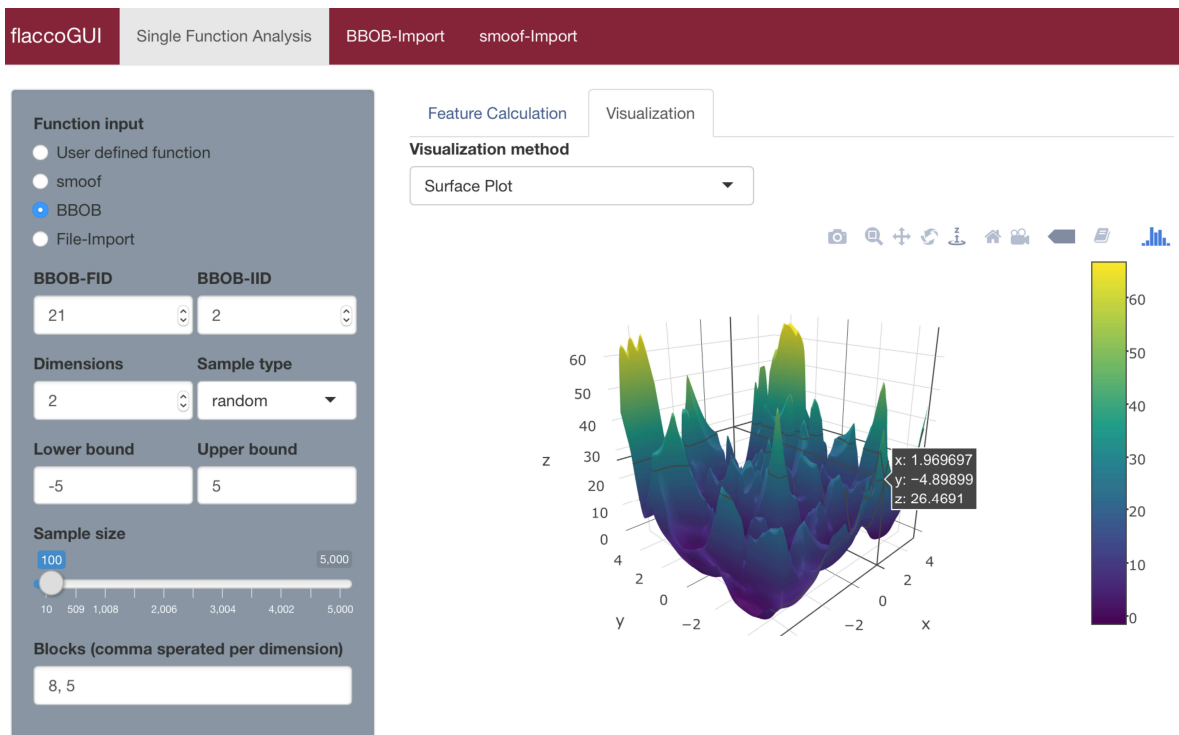 flaccoGUI Single Function Analysis BBOB-Import smoof-Import
Function input
User defined function
smoof
BBOB
File-Import
BBOB-FID BBOB-IID
21 2
Dimensions Sample type
2 random
Lower bound Upper bound
-5 5
Sample size
100 5,000
10 509 1,008 2,006 3,004 4,002 5,000
Blocks (comma sperated per dimension)
8, 5
Feature Calculation Visualization
Visualization method
Surface Plot
z
60
50
40
30
20
10
0
4
2
0
−2
y
−2
0
2
4
x
x: 1.969697
y: −4.89899
z: 26.4691
60
50
40
30
20
10
0